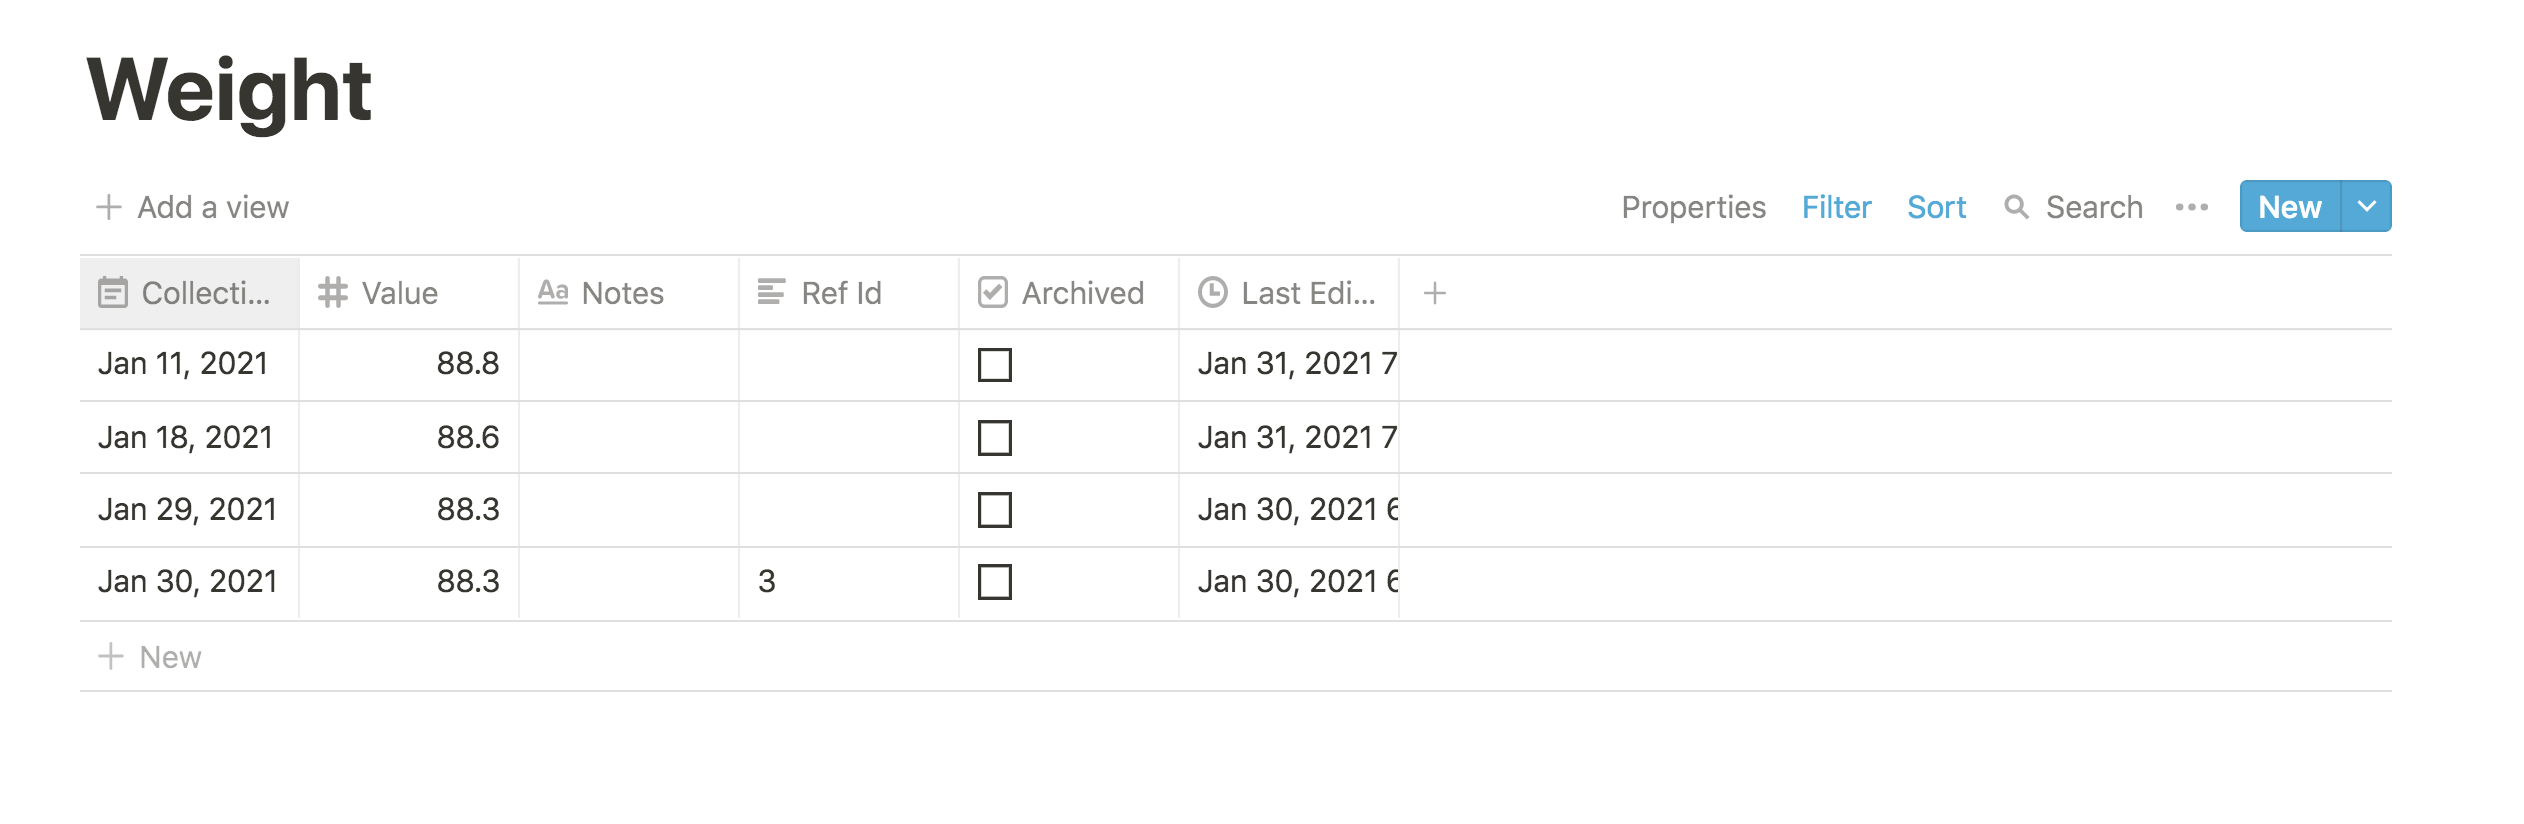 Weight
Add a view Properties Filter Sort Search New
Collecti... Value Aa Notes Ref Id Archived Last Edi...
Jan 11, 2021 88.8 Jan 31, 2021 7
Jan 18, 2021 88.6 Jan 31, 2021 7
Jan 29, 2021 88.3 Jan 30, 2021 6
Jan 30, 2021 88.3 3 Jan 30, 2021 6
New